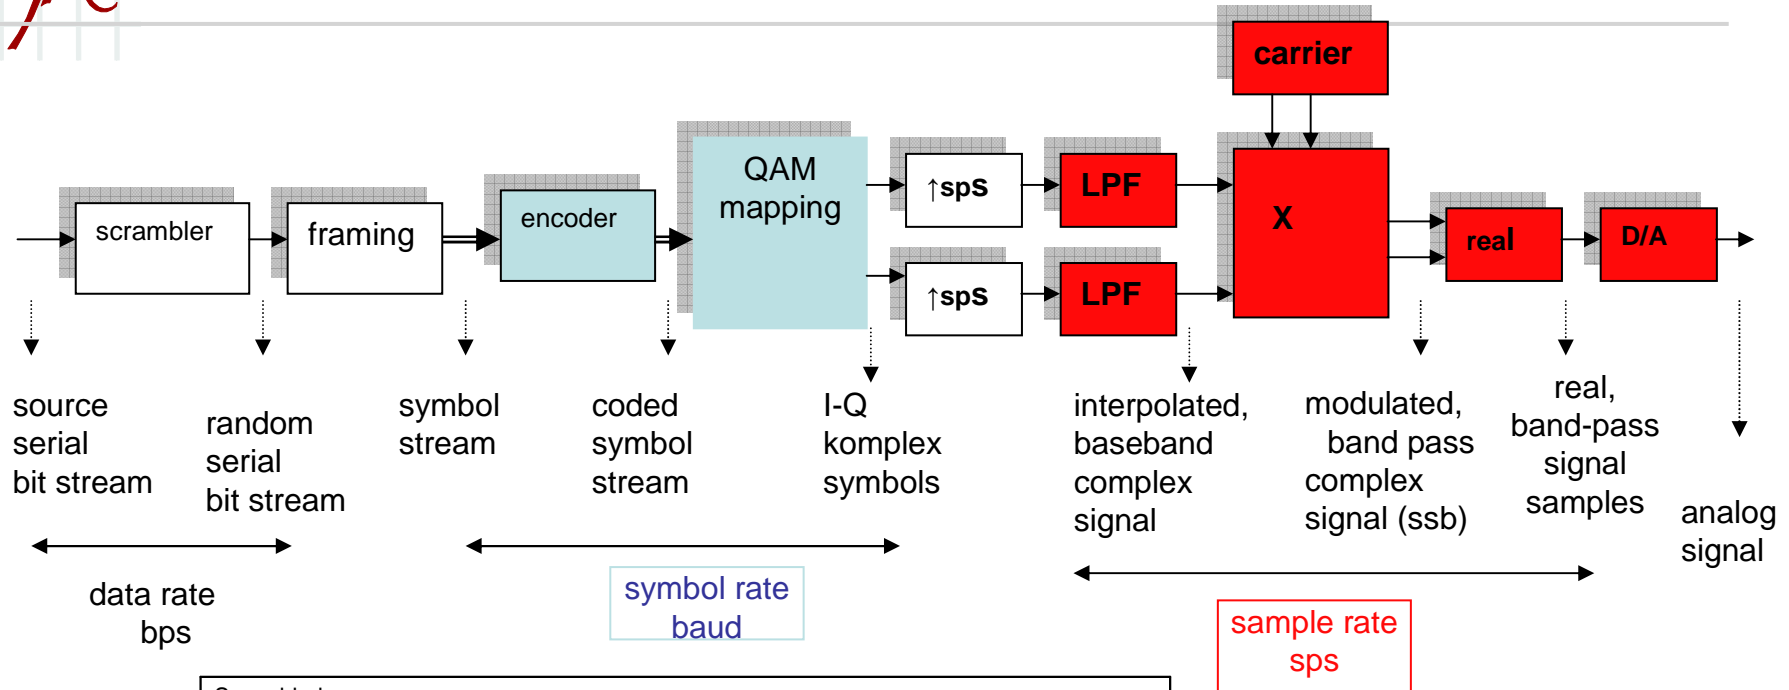 carrier
QAM
mapping
↑sps
LPF
scrambler
framing
encoder
X
real
D/A
↑sps
LPF
source
serial
bit stream
random
serial
bit stream
symbol
stream
coded
symbol
stream
I-Q
komplex
symbols
interpolated,
baseband
complex
signal
modulated,
band pass
complex
signal (ssb)
real,
band-pass
signal
samples
analog
signal
data rate
bps
symbol rate
baud
sample rate
sps